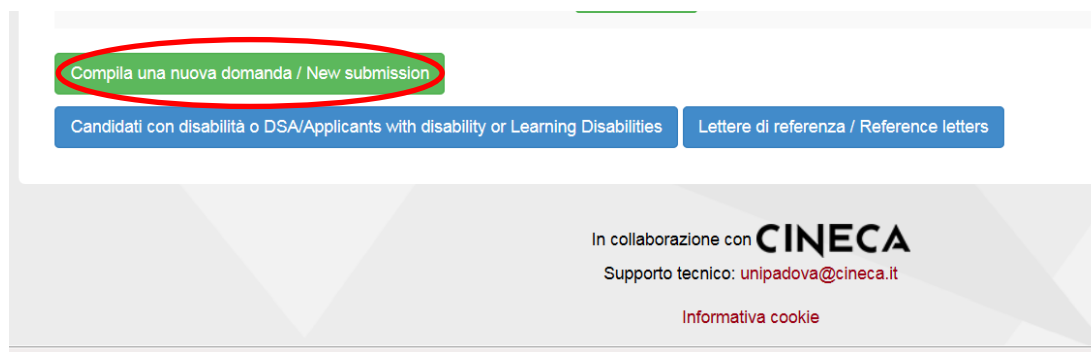 Compila una nuova domanda / New submission
Candidati con disabilità o DSA/Applicants with disability or Learning Disabilities
Lettere di referenza / Reference letters
In collaborazione con CINECA
Supporto tecnico: unipadova@cineca.it
Informativa cookie